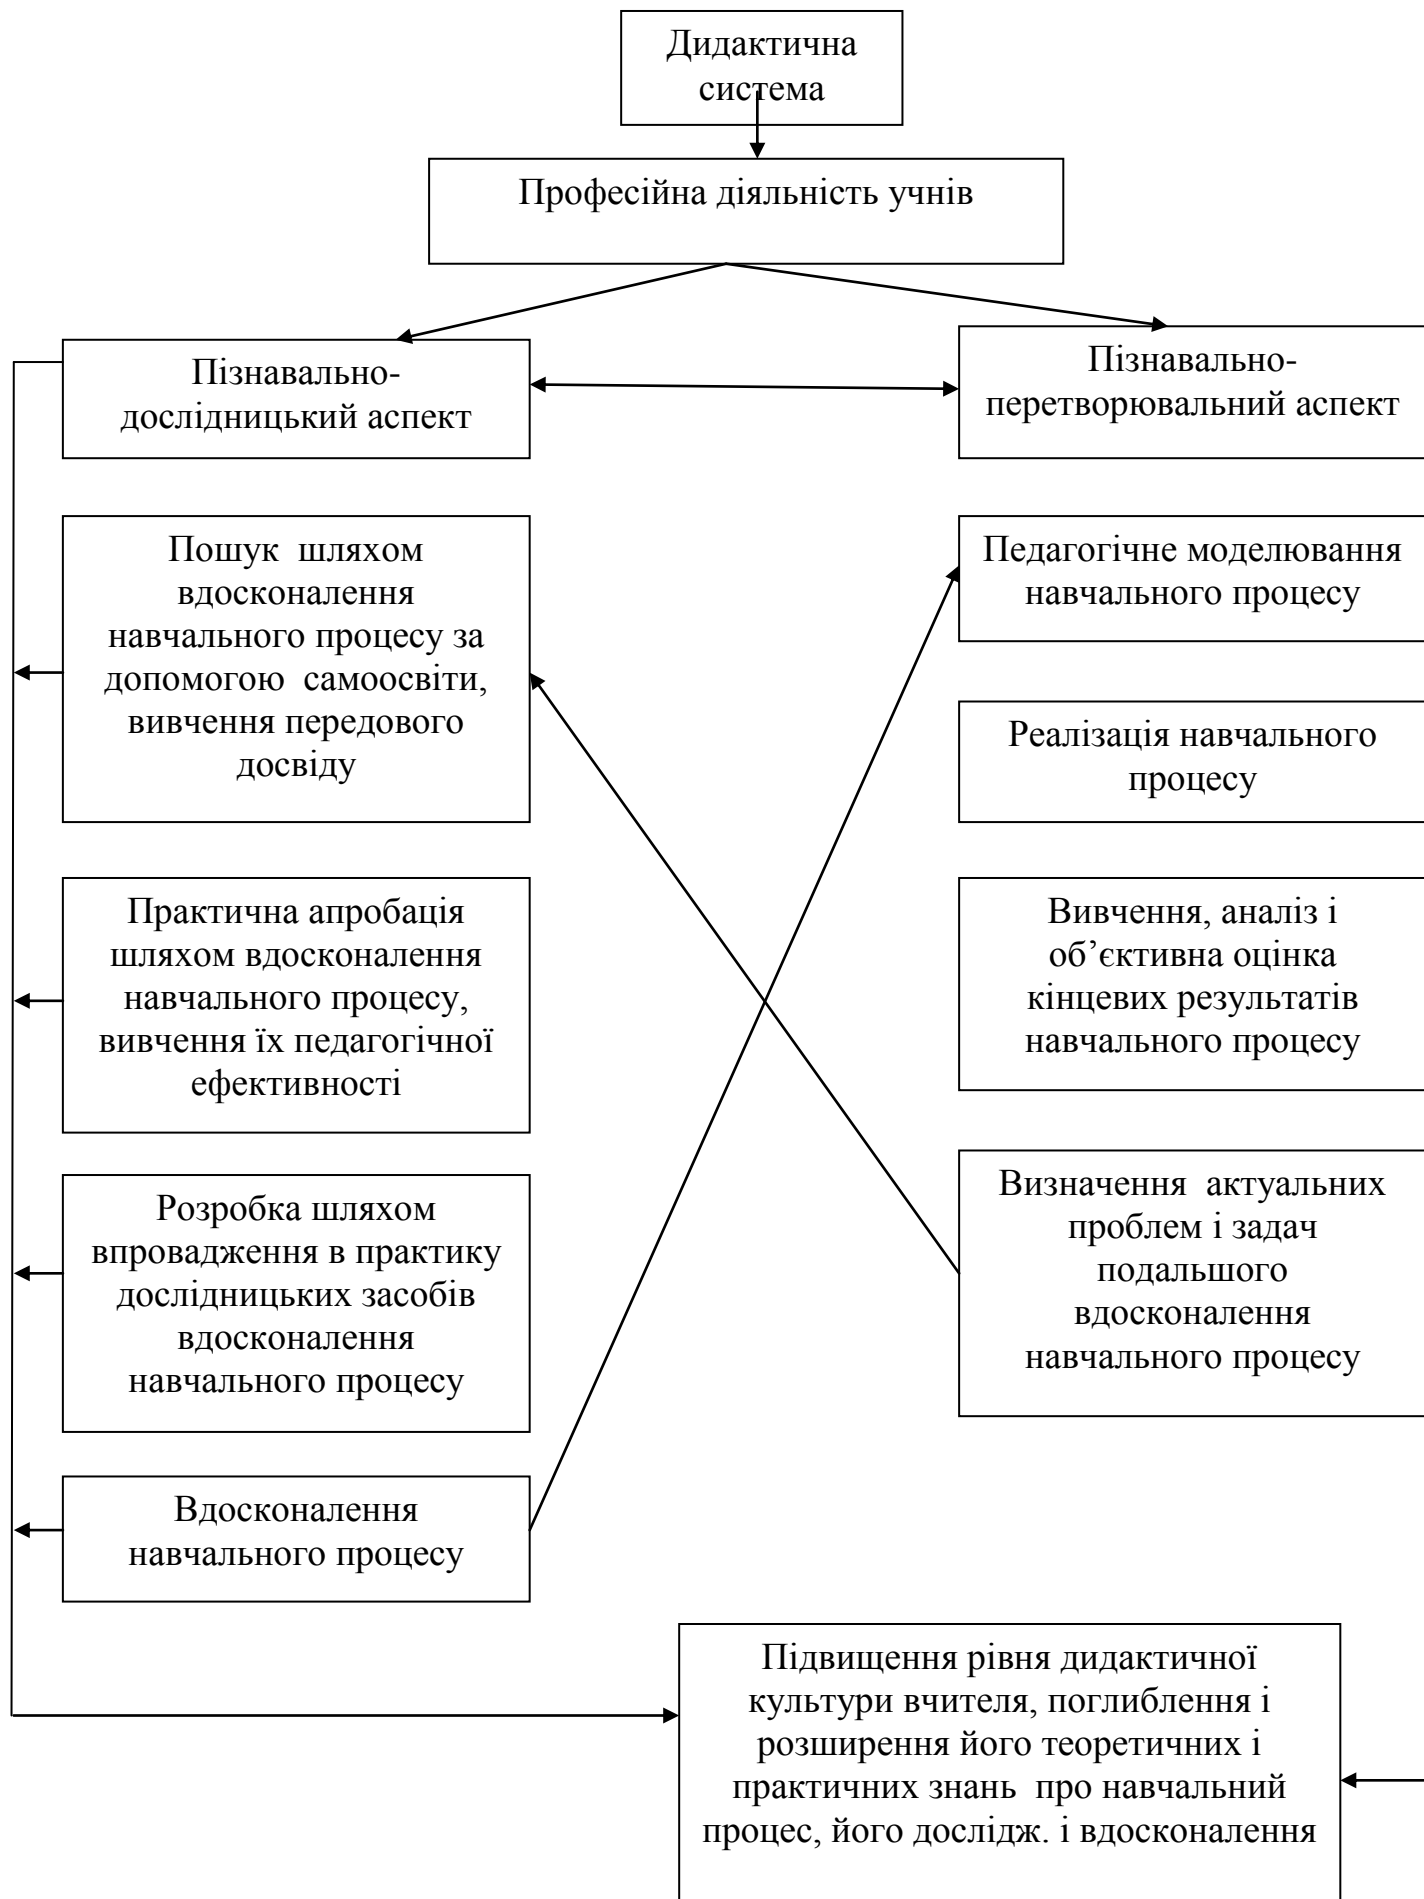 Дидактична
система
Професійна діяльність учнів
Пізнавально-
дослідницький аспект
Пізнавально-
перетворювальний аспект
Пошук шляхом
вдосконалення
навчального процесу за
допомогою самоосвіти,
вивчення передового
досвіду
Практична апробація
шляхом вдосконалення
навчального процесу,
вивчення їх педагогічної
ефективності
Розробка шляхом
впровадження в практику
дослідницьких засобів
вдосконалення
навчального процесу
Вдосконалення
навчального процесу
Педагогічне моделювання
навчального процесу
Реалізація навчального
процесу
Вивчення, аналіз і
об’єктивна оцінка
кінцевих результатів
навчального процесу
Визначення актуальних
проблем і задач
подальшого
вдосконалення
навчального процесу
Підвищення рівня дидактичної
культури вчителя, поглиблення і
розширення його теоретичних і
практичних знань про навчальний
процес, його дослідж. і вдосконалення